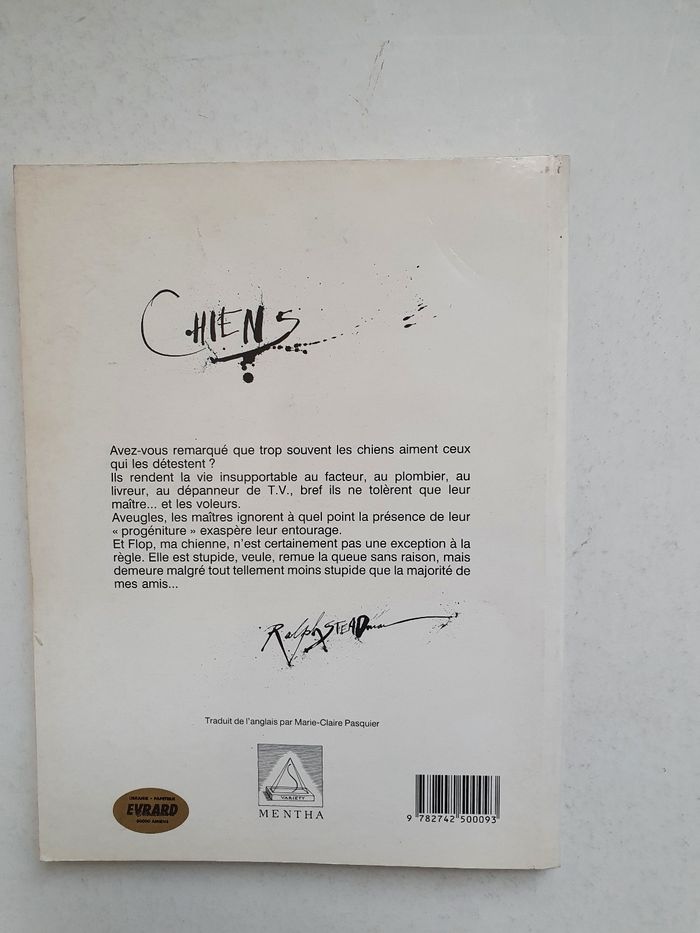 CHIENS
Avez-vous remarqué que trop souvent les chiens aiment ceux
qui les détestent ?
Ils rendent la vie insupportable au facteur, au plombier, au
livreur, au dépanneur de T.V., bref ils ne tolèrent que leur
maître... et les voleurs.
Aveugles, les maîtres ignorent à quel point la présence de leur
« progéniture » exaspère leur entourage.
Et Flop, ma chienne, n'est certainement pas une exception à la
règle. Elle est stupide, veule, remue la queue sans raison, mais
demeure malgré tout tellement moins stupide que la majorité de
mes amis...
Ralph STEADman
Traduit de l'anglais par Marie-Claire Pasquier
VARIETY
MENTHA
LIBRAIRIE - PAPETERIE
EVRARD
80000 AMIENS
9 782742 500093